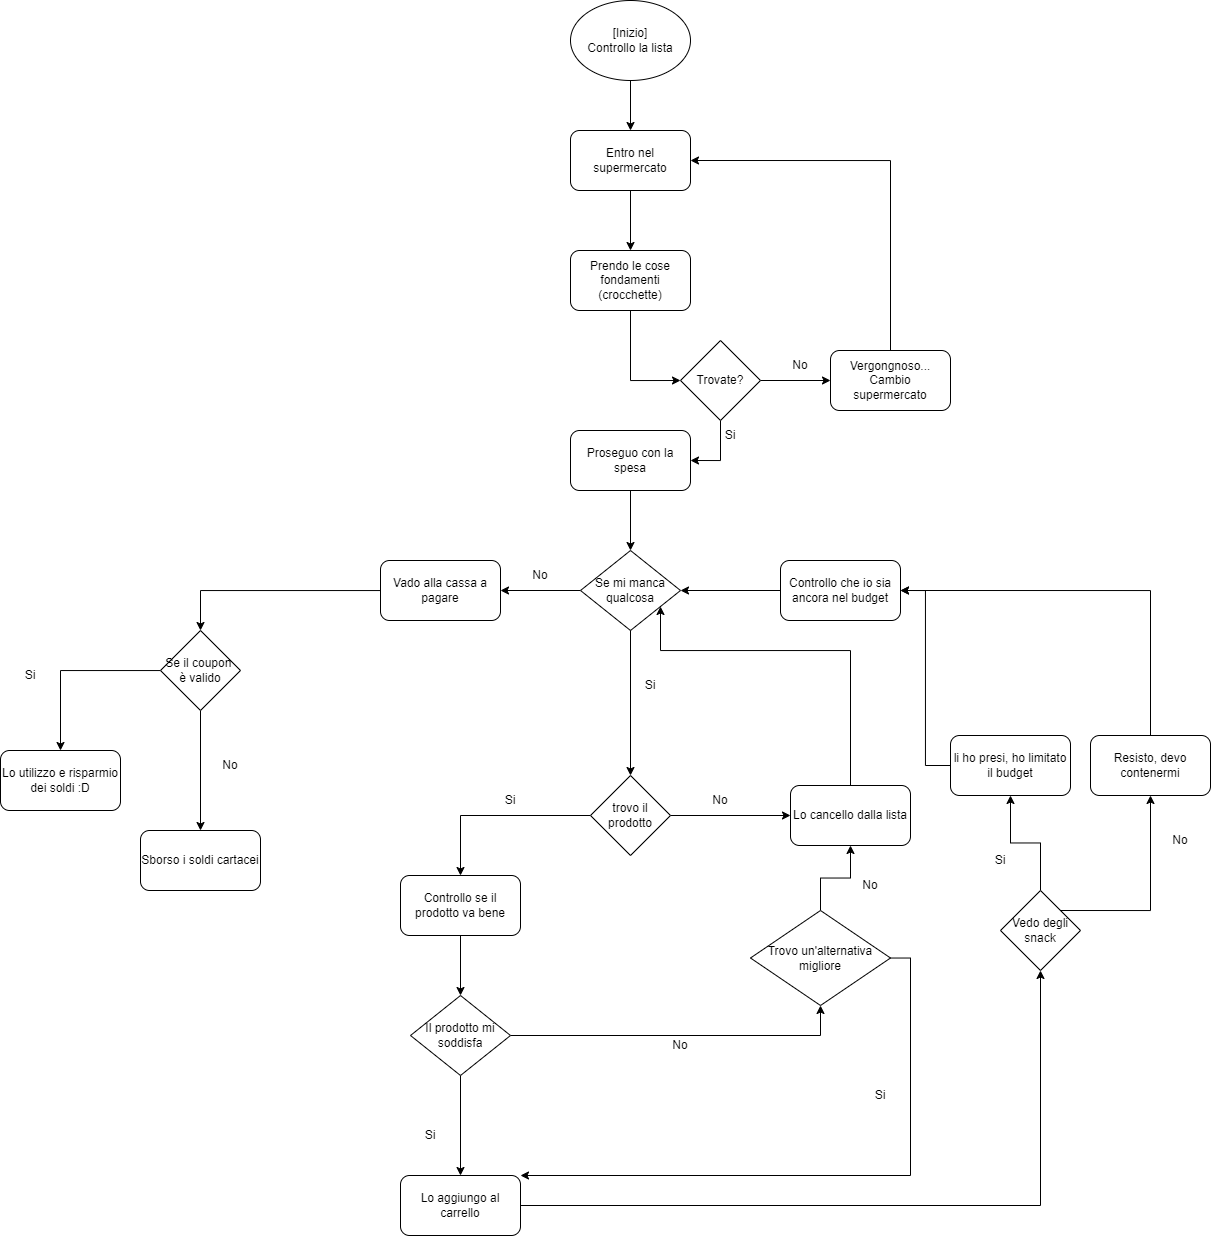 [Inizio]
Controllo la lista
Entro nel
supermercato
Prendo le cose
fondamenti
(crocchette)
Trovate?
No
Vergongnoso...
Cambio
supermercato
Si
Proseguo con la
spesa
Vado alla cassa a
pagare
No
Se mi manca
qualcosa
Controllo che io sia
ancora nel budget
Se il coupon
è valido
Si
Si
Lo utilizzo e risparmio
dei soldi :D
No
Sborso i soldi cartacei
Si
trovo il
prodotto
No
Lo cancello dalla lista
li ho presi, ho limitato
il budget
Resisto, devo
contenermi
Si
No
Vedo degli
snack
Controllo se il
prodotto va bene
No
Trovo un'alternativa
migliore
Il prodotto mi
soddisfa
No
Si
Si
Lo aggiungo al
carrello